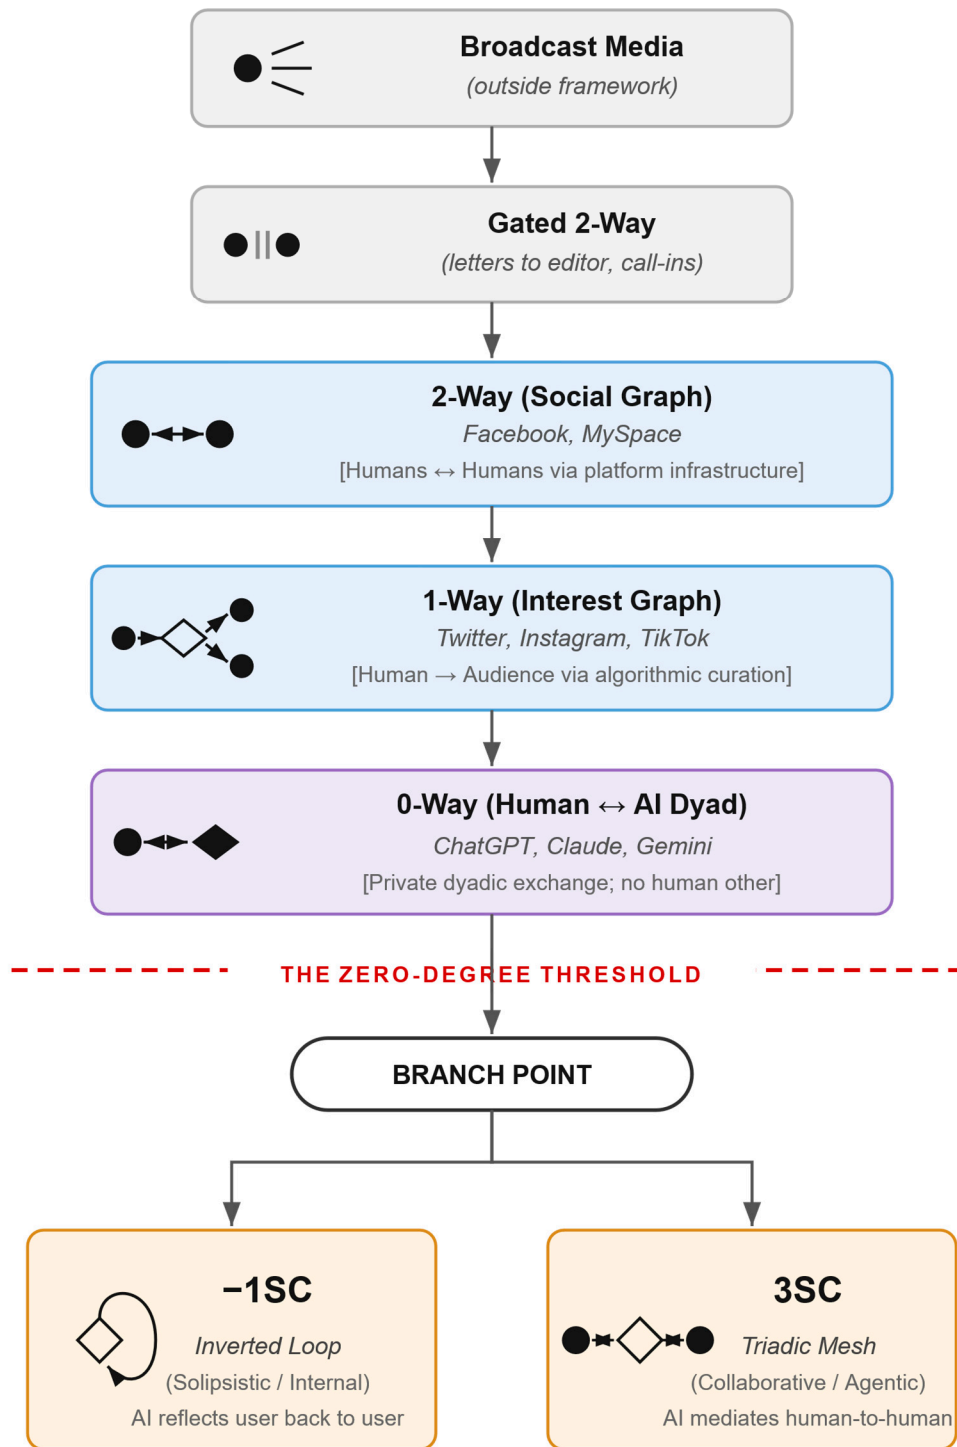 Broadcast Media
(outside framework)
Gated 2-Way
(letters to editor, call-ins)
2-Way (Social Graph)
Facebook, MySpace
[Humans ↔ Humans via platform infrastructure]
1-Way (Interest Graph)
Twitter, Instagram, TikTok
[Human → Audience via algorithmic curation]
0-Way (Human ↔ AI Dyad)
ChatGPT, Claude, Gemini
[Private dyadic exchange; no human other]
THE ZERO-DEGREE THRESHOLD
BRANCH POINT
−1SC
Inverted Loop
(Solipsistic / Internal)
AI reflects user back to user
3SC
Triadic Mesh
(Collaborative / Agentic)
AI mediates human-to-human